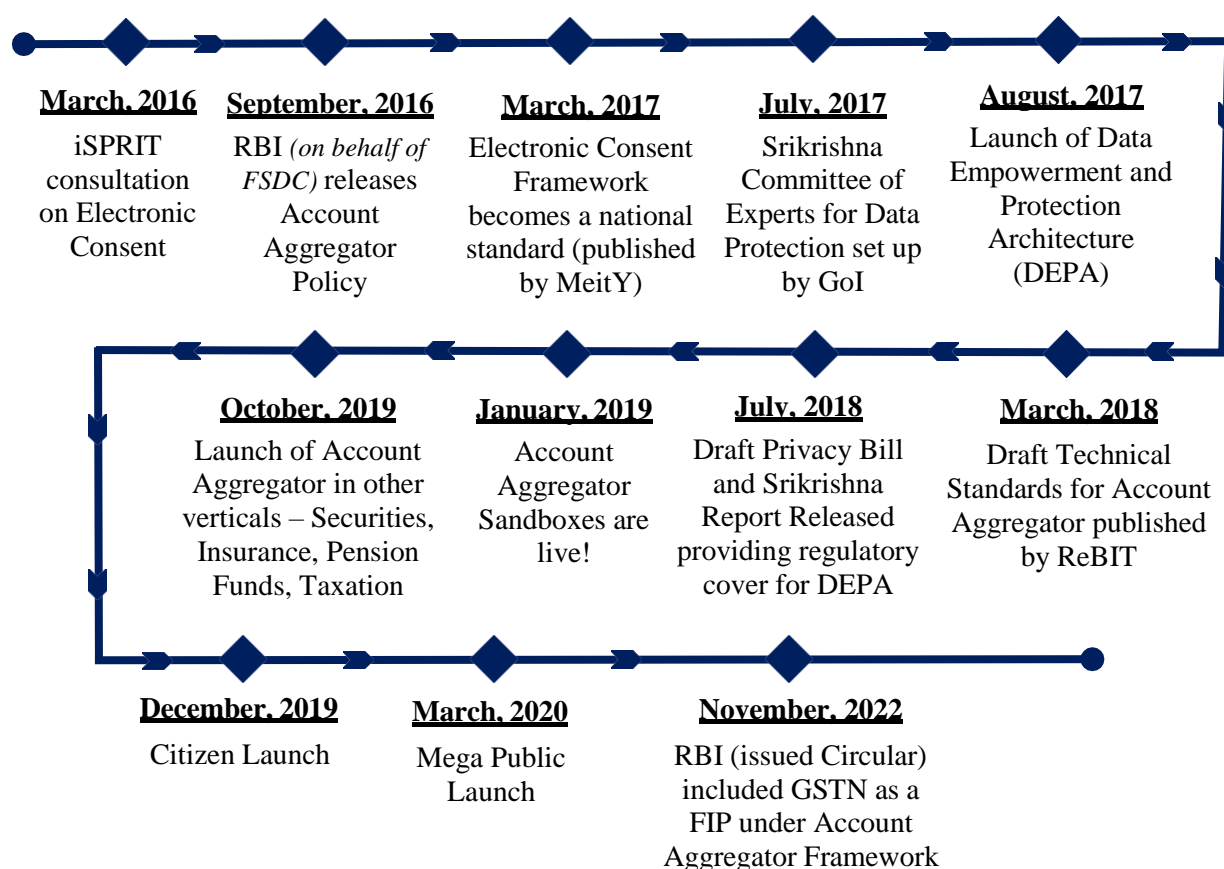 March, 2016
iSPRIT
consultation
on Electronic
Consent
September, 2016
RBI (on behalf of
FSDC) releases
Account
Aggregator
Policy
March, 2017
Electronic Consent
Framework
becomes a national
standard (published
by MeitY)
July, 2017
Srikrishna
Committee of
Experts for Data
Protection set up
by GoI
August, 2017
Launch of Data
Empowerment and
Protection
Architecture
(DEPA)
March, 2018
Draft Technical
Standards for Account
Aggregator published
by ReBIT
July, 2018
Draft Privacy Bill
and Srikrishna
Report Released
providing regulatory
cover for DEPA
January, 2019
Account
Aggregator
Sandboxes are
live!
October, 2019
Launch of Account
Aggregator in other
verticals – Securities,
Insurance, Pension
Funds, Taxation
December, 2019
Citizen Launch
March, 2020
Mega Public
Launch
November, 2022
RBI (issued Circular)
included GSTN as a
FIP under Account
Aggregator Framework